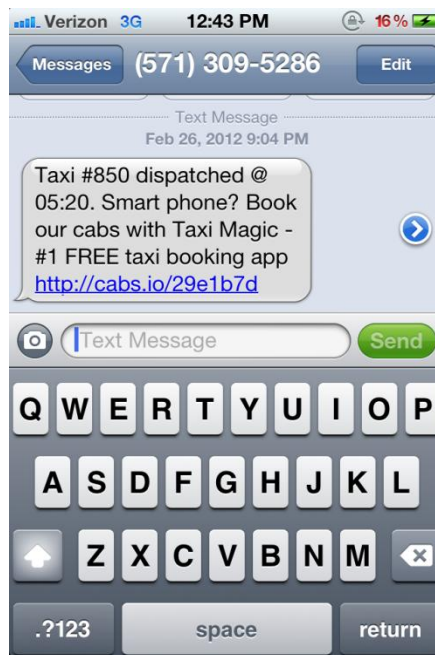 Verizon 3G 12:43 PM 16%
Messages (571) 309-5286 Edit
Text Message
Feb 26, 2012 9:04 PM
Taxi #850 dispatched @
05:20. Smart phone? Book
our cabs with Taxi Magic -
#1 FREE taxi booking app
http://cabs.io/29e1b7d
Text Message Send
Q W E R T Y U I O P
A S D F G H J K L
Z X C V B N M
.?123 space return